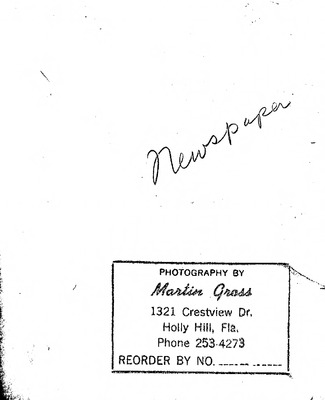 Newspaper
PHOTOGRAPHY BY
Martin Gross
1321 Crestview Dr.
Holly Hill, Fla.
Phone 253-4273
REORDER BY NO. ............